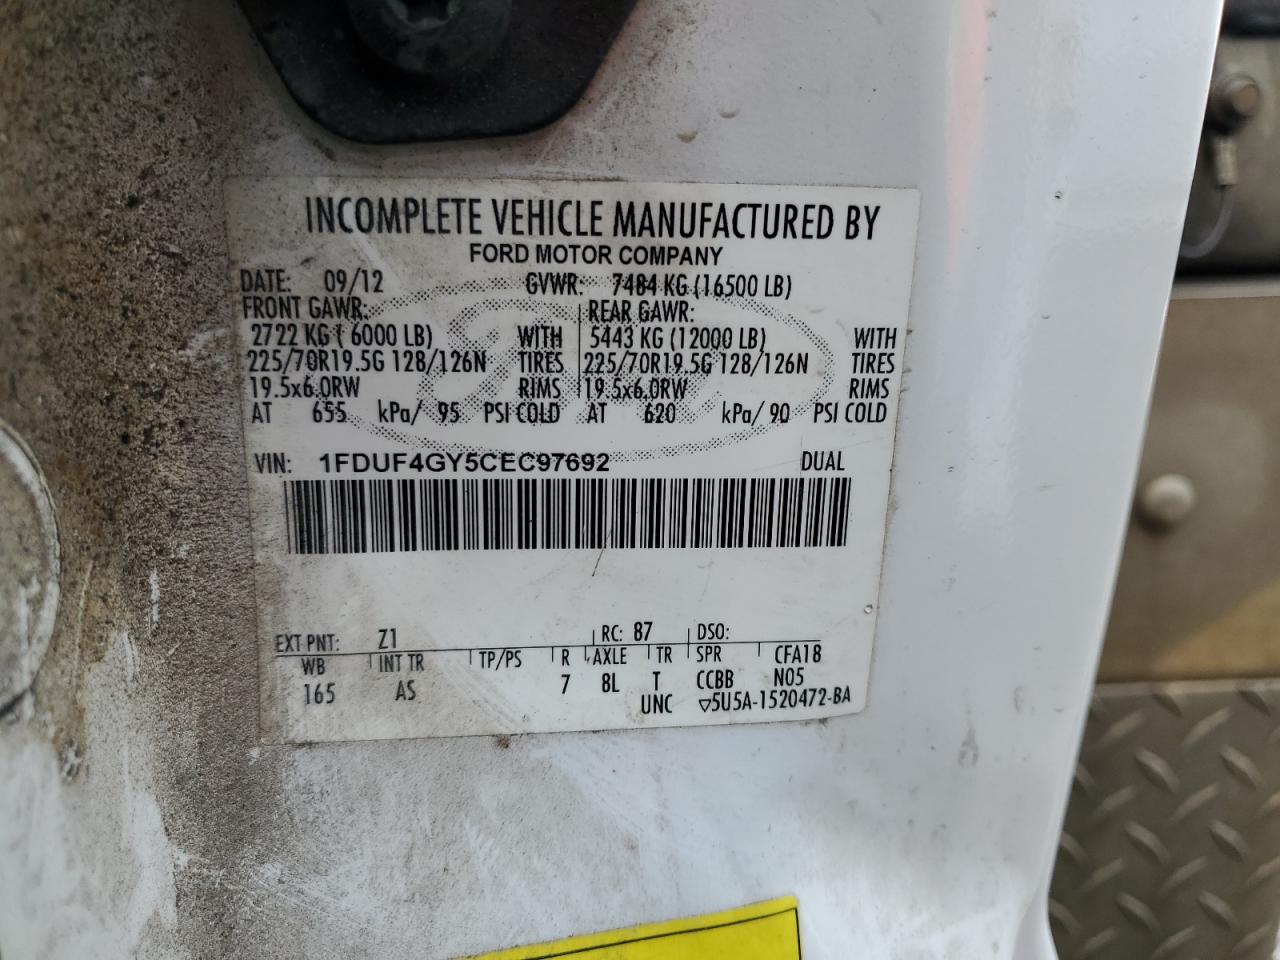 INCOMPLETE VEHICLE MANUFACTURED BY
FORD MOTOR COMPANY
DATE: 09/12 GVWR: 7484 KG (16500 LB)
FRONT GAWR: REAR GAWR:
2722 KG ( 6000 LB) WITH 5443 KG (12000 LB) WITH
225/70R19.5G 128/126N TIRES 225/70R19.5G 128/126N TIRES
19.5x6.0RW RIMS 19.5x6.0RW RIMS
AT 655 kPa/ 95 PSI COLD AT 620 kPa/ 90 PSI COLD
VIN: 1FDUF4GY5CEC97692 DUAL
EXT PNT: Z1 RC: 87 DSO:
WB INT TR TP/PS R AXLE TR SPR CFA18
165 AS 7 8L T CCBB N05
UNC ▽5U5A-1520472-BA